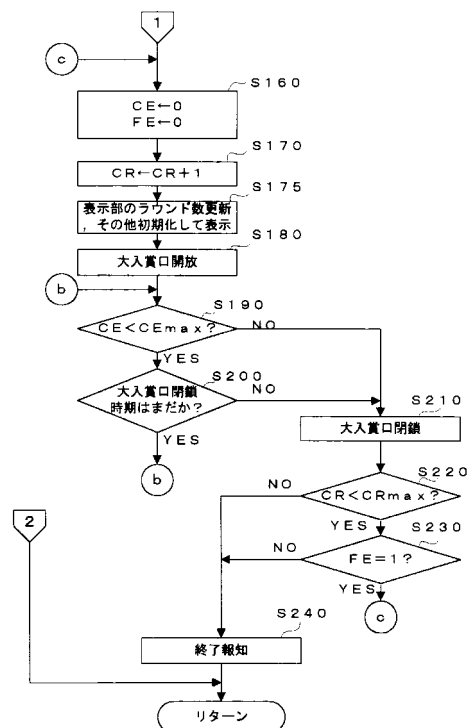 1
c
S160
CE←0
FE←0
S170
CR←CR+1
S175
表示部のラウンド数更新
，その他初期化して表示
S180
大入賞口開放
b
S190
CE<CEmax?
NO
YES
S200
大入賞口閉鎖
時期はまだか?
NO
YES
b
S210
大入賞口閉鎖
S220
CR<CRmax?
NO
YES
S230
FE=1?
NO
YES
c
2
S240
終了報知
リターン